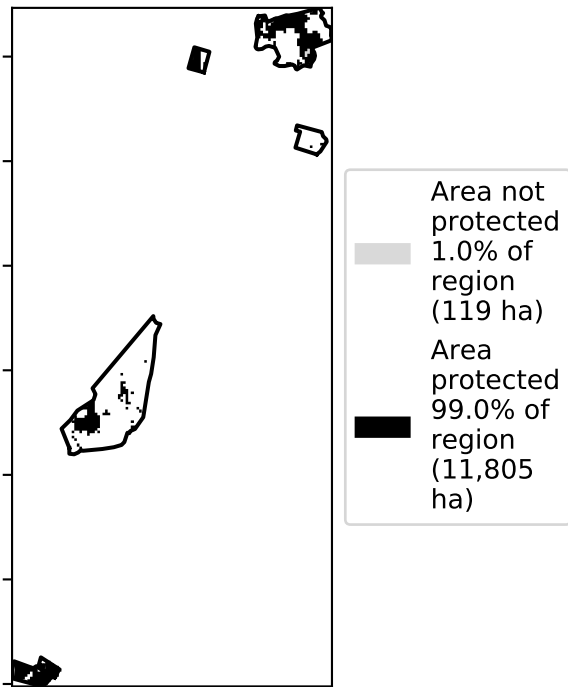 Area not
protected
1.0% of
region
(119 ha)
Area
protected
99.0% of
region
(11,805
ha)